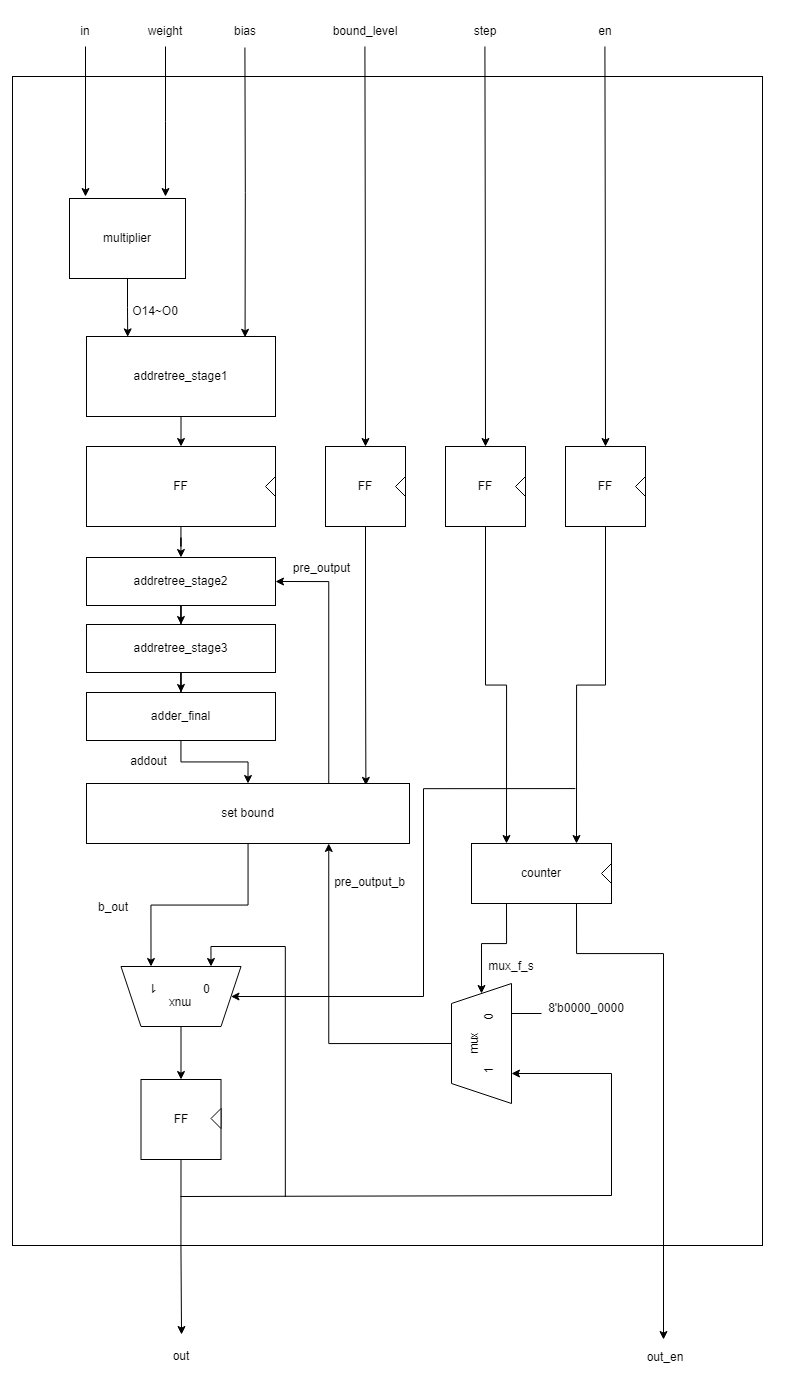 in
weight
bias
bound_level
step
en
multiplier
O14~O0
addretree_stage1
FF
FF
FF
FF
addretree_stage2
pre_output
addretree_stage3
adder_final
addout
set bound
counter
pre_output_b
b_out
mux_f_s
1
0
mux
8'b0000_0000
0
mux
1
FF
out
out_en